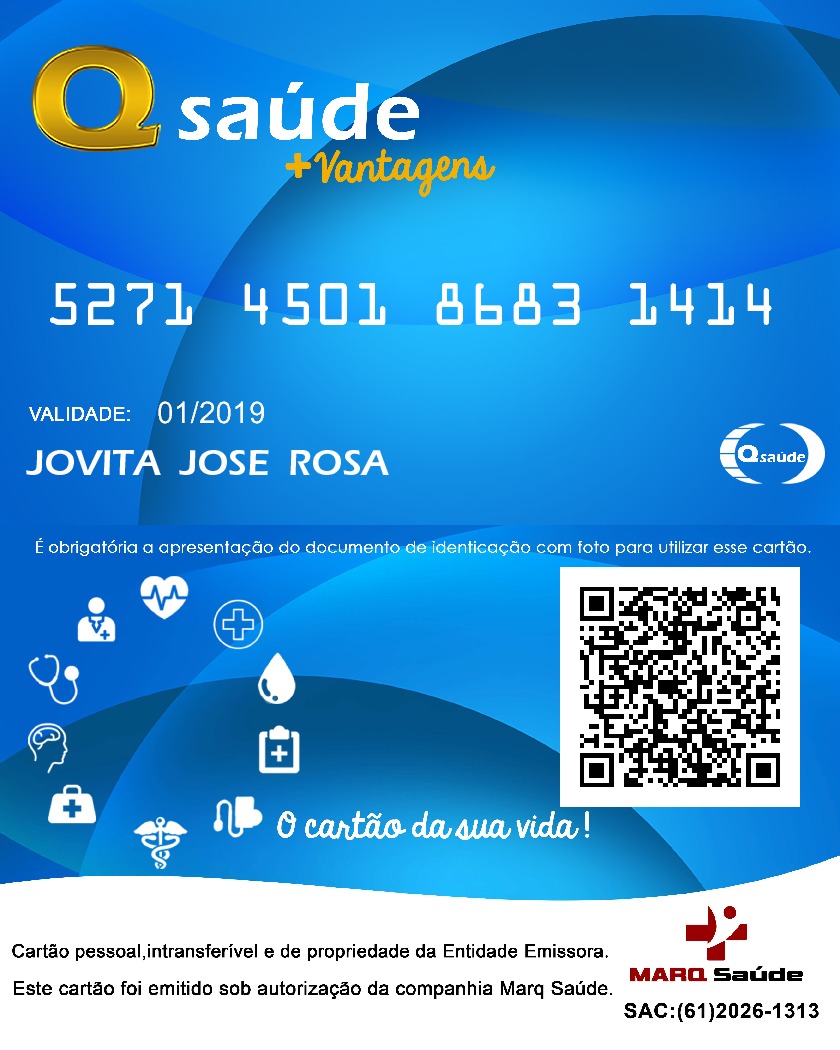 Q saúde
+Vantagens
5271 4501 8683 1414
VALIDADE: 01/2019
JOVITA JOSE ROSA
Qsaúde
É obrigatória a apresentação do documento de identicação com foto para utilizar esse cartão.
O cartão da sua vida !
Cartão pessoal,intransferível e de propriedade da Entidade Emissora.
MARQ Saúde
Este cartão foi emitido sob autorização da companhia Marq Saúde.
SAC:(61)2026-1313